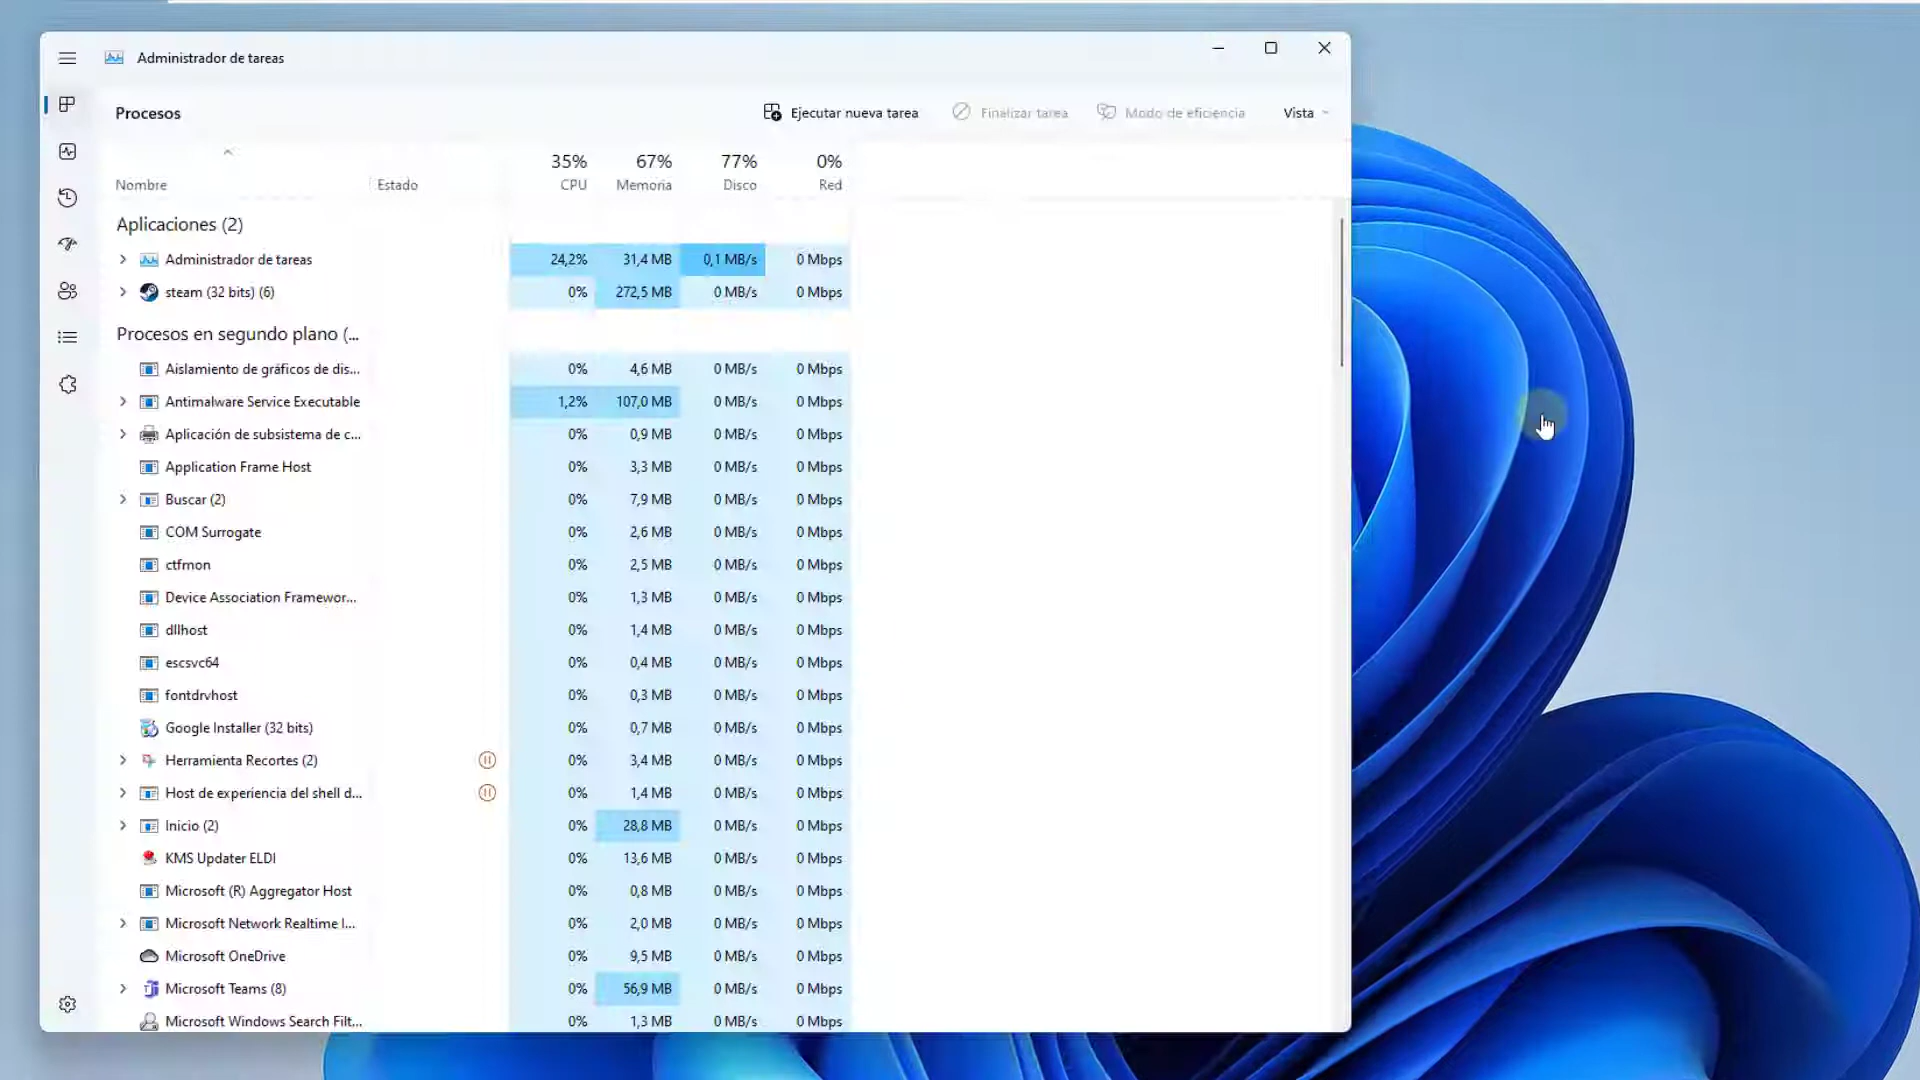 Administrador de tareas
Procesos
Ejecutar nueva tarea
Finalizar tarea
Modo de eficiencia
Vista
35% 67% 77% 0%
Nombre Estado CPU Memoria Disco Red
Aplicaciones (2)
Administrador de tareas 24,2% 31,4 MB 0,1 MB/s 0 Mbps
steam (32 bits) (6) 0% 272,5 MB 0 MB/s 0 Mbps
Procesos en segundo plano (...
Aislamiento de gráficos de dis... 0% 4,6 MB 0 MB/s 0 Mbps
Antimalware Service Executable 1,2% 107,0 MB 0 MB/s 0 Mbps
Aplicación de subsistema de c... 0% 0,9 MB 0 MB/s 0 Mbps
Application Frame Host 0% 3,3 MB 0 MB/s 0 Mbps
Buscar (2) 0% 7,9 MB 0 MB/s 0 Mbps
COM Surrogate 0% 2,6 MB 0 MB/s 0 Mbps
ctfmon 0% 2,5 MB 0 MB/s 0 Mbps
Device Association Framewor... 0% 1,3 MB 0 MB/s 0 Mbps
dllhost 0% 1,4 MB 0 MB/s 0 Mbps
escsvc64 0% 0,4 MB 0 MB/s 0 Mbps
fontdrvhost 0% 0,3 MB 0 MB/s 0 Mbps
Google Installer (32 bits) 0% 0,7 MB 0 MB/s 0 Mbps
Herramienta Recortes (2) 0% 3,4 MB 0 MB/s 0 Mbps
Host de experiencia del shell d... 0% 1,4 MB 0 MB/s 0 Mbps
Inicio (2) 0% 28,8 MB 0 MB/s 0 Mbps
KMS Updater ELDI 0% 13,6 MB 0 MB/s 0 Mbps
Microsoft (R) Aggregator Host 0% 0,8 MB 0 MB/s 0 Mbps
Microsoft Network Realtime I... 0% 2,0 MB 0 MB/s 0 Mbps
Microsoft OneDrive 0% 9,5 MB 0 MB/s 0 Mbps
Microsoft Teams (8) 0% 56,9 MB 0 MB/s 0 Mbps
Microsoft Windows Search Filt... 0% 1,3 MB 0 MB/s 0 Mbps